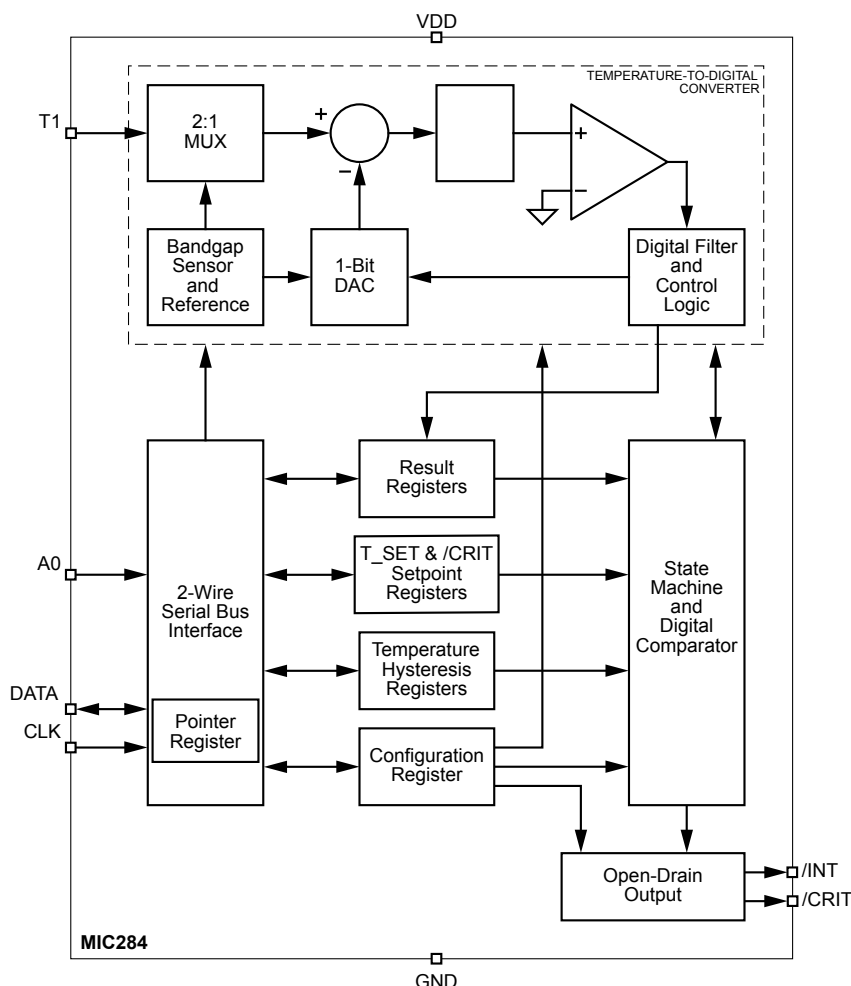 VDD
TEMPERATURE-TO-DIGITAL
CONVERTER
T1
2:1
MUX
+
−
+
−
Bandgap
Sensor
and
Reference
1-Bit
DAC
Digital Filter
and
Control
Logic
Result
Registers
A0
2-Wire
Serial Bus
Interface
T_SET & /CRIT
Setpoint
Registers
State
Machine
and
Digital
Comparator
Temperature
Hysteresis
Registers
DATA
CLK
Pointer
Register
Configuration
Register
Open-Drain
Output
/INT
/CRIT
MIC284
GND